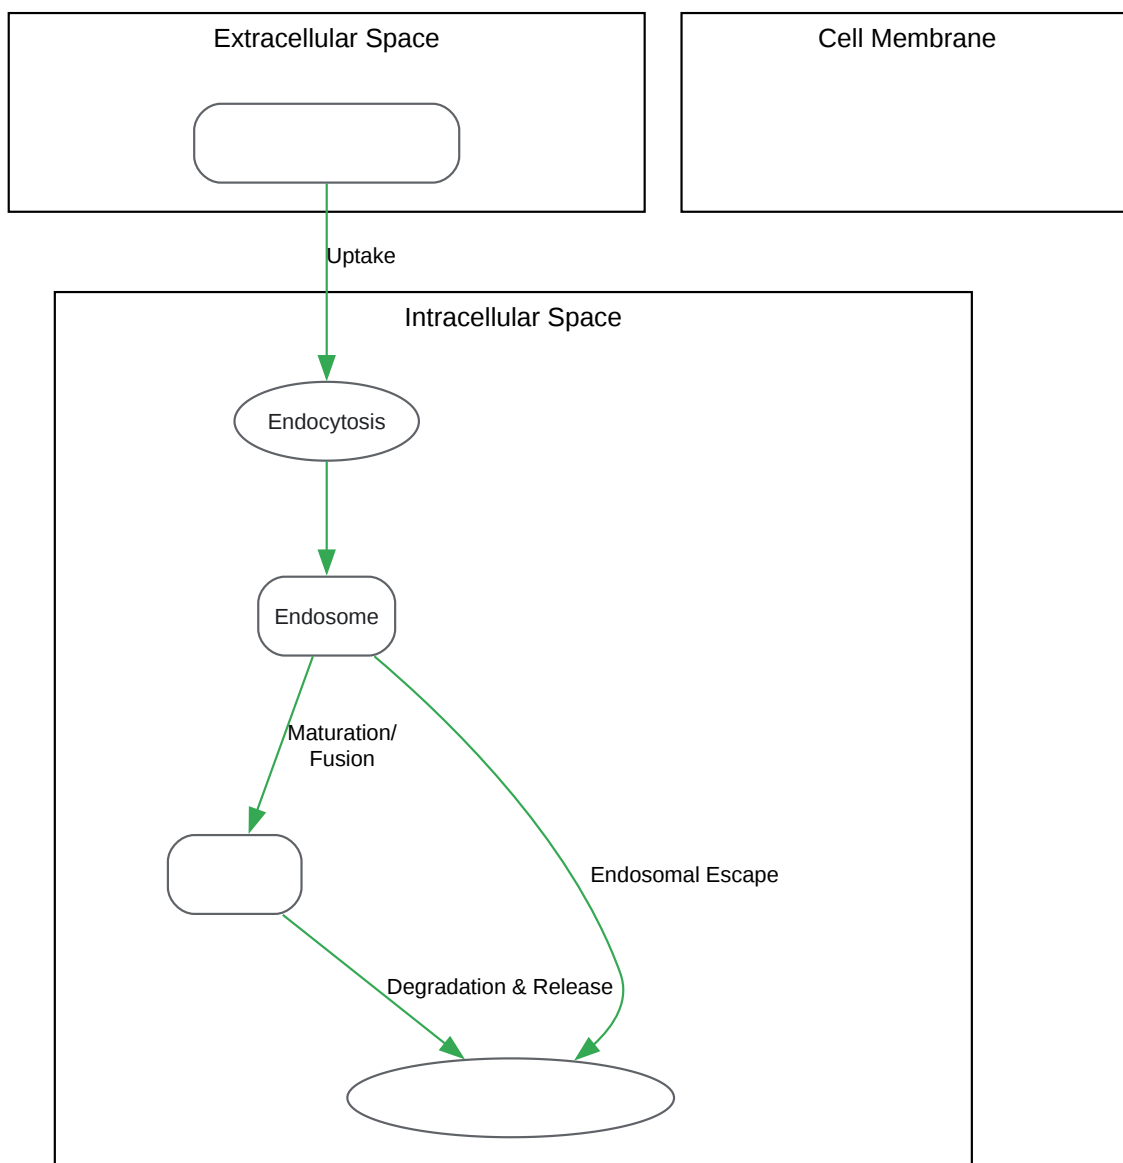 Extracellular Space
Cell Membrane
Uptake
Intracellular Space
Endocytosis
Endosome
Maturation/
Fusion
Endosomal Escape
Degradation & Release